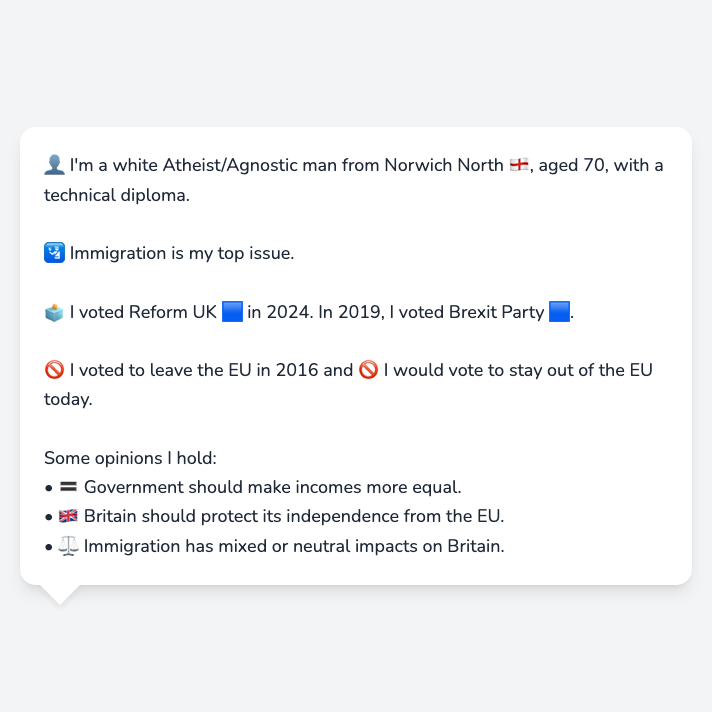 👤 I'm a white Atheist/Agnostic man from Norwich North 🏴󠁧󠁢󠁥󠁮󠁧󠁿, aged 70, with a
technical diploma.
🛂 Immigration is my top issue.
🗳️ I voted Reform UK 🟦 in 2024. In 2019, I voted Brexit Party 🟦.
🚫 I voted to leave the EU in 2016 and 🚫 I would vote to stay out of the EU
today.
Some opinions I hold:
• 🟰 Government should make incomes more equal.
• 🇬🇧 Britain should protect its independence from the EU.
• ⚖️ Immigration has mixed or neutral impacts on Britain.